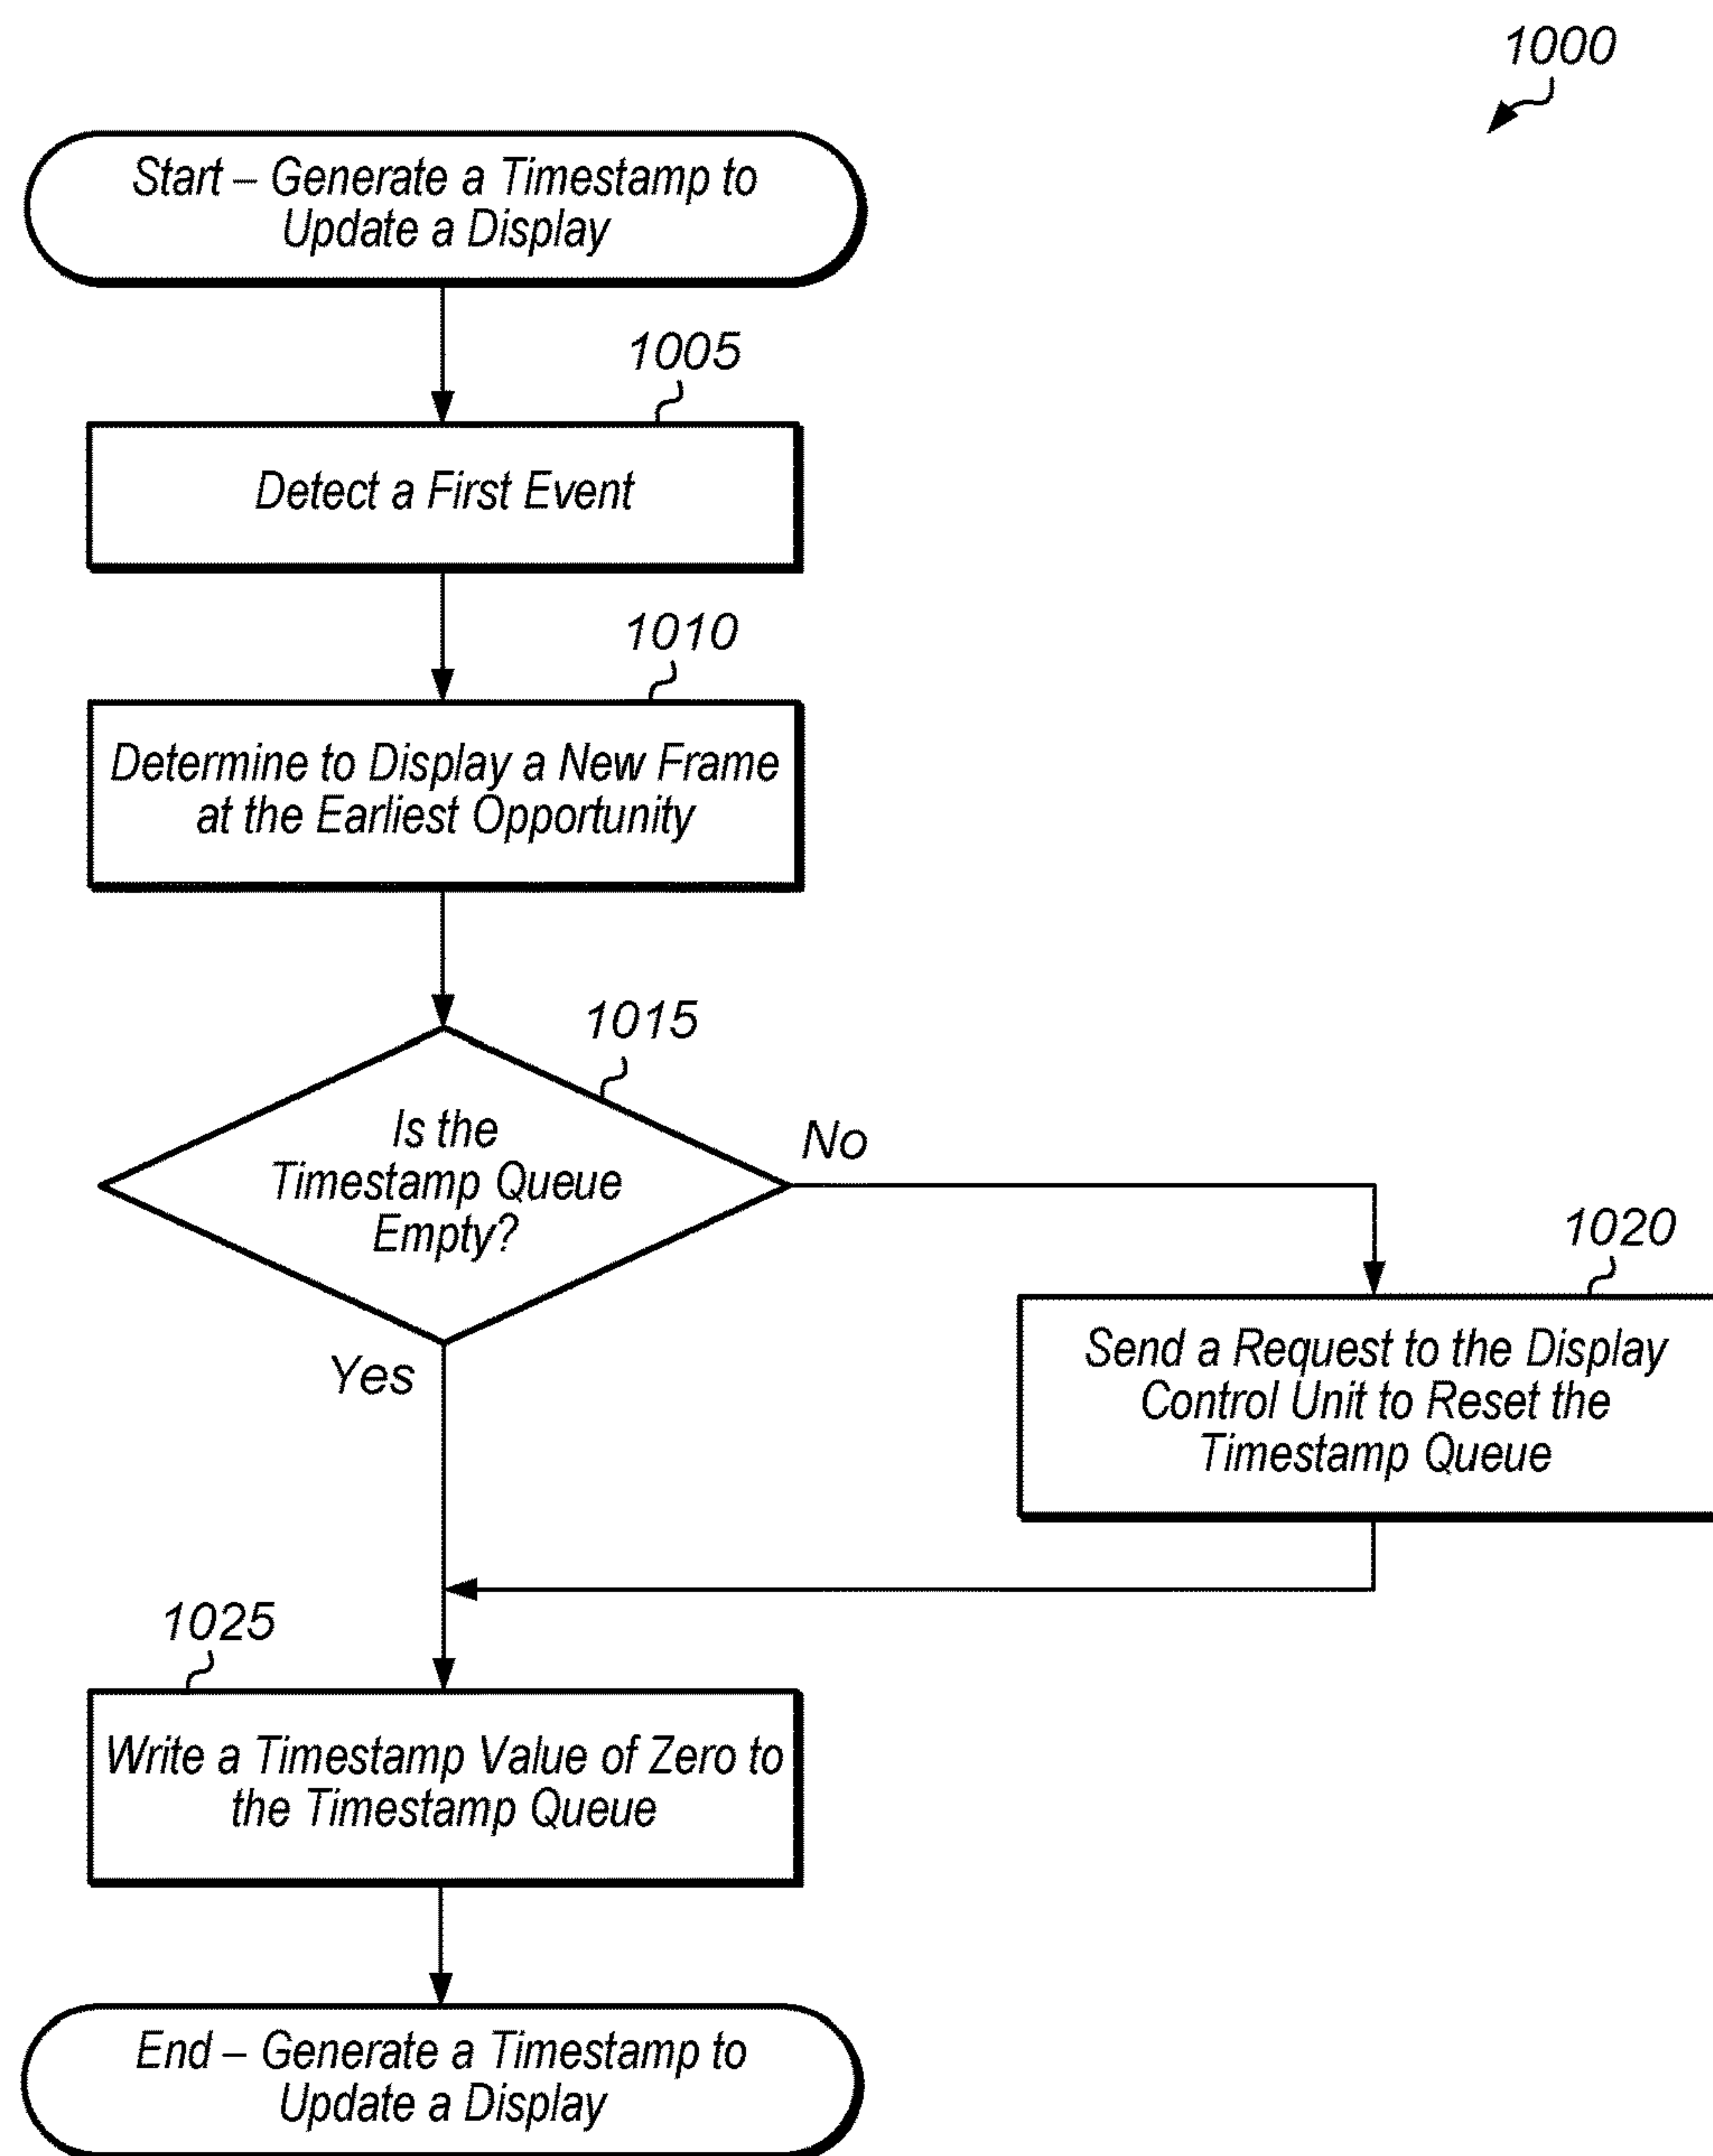 1000
Start – Generate a Timestamp to
Update a Display
1005
Detect a First Event
1010
Determine to Display a New Frame
at the Earliest Opportunity
1015
Is the
Timestamp Queue
Empty?
No
Yes
1020
Send a Request to the Display
Control Unit to Reset the
Timestamp Queue
1025
Write a Timestamp Value of Zero to
the Timestamp Queue
End – Generate a Timestamp to
Update a Display